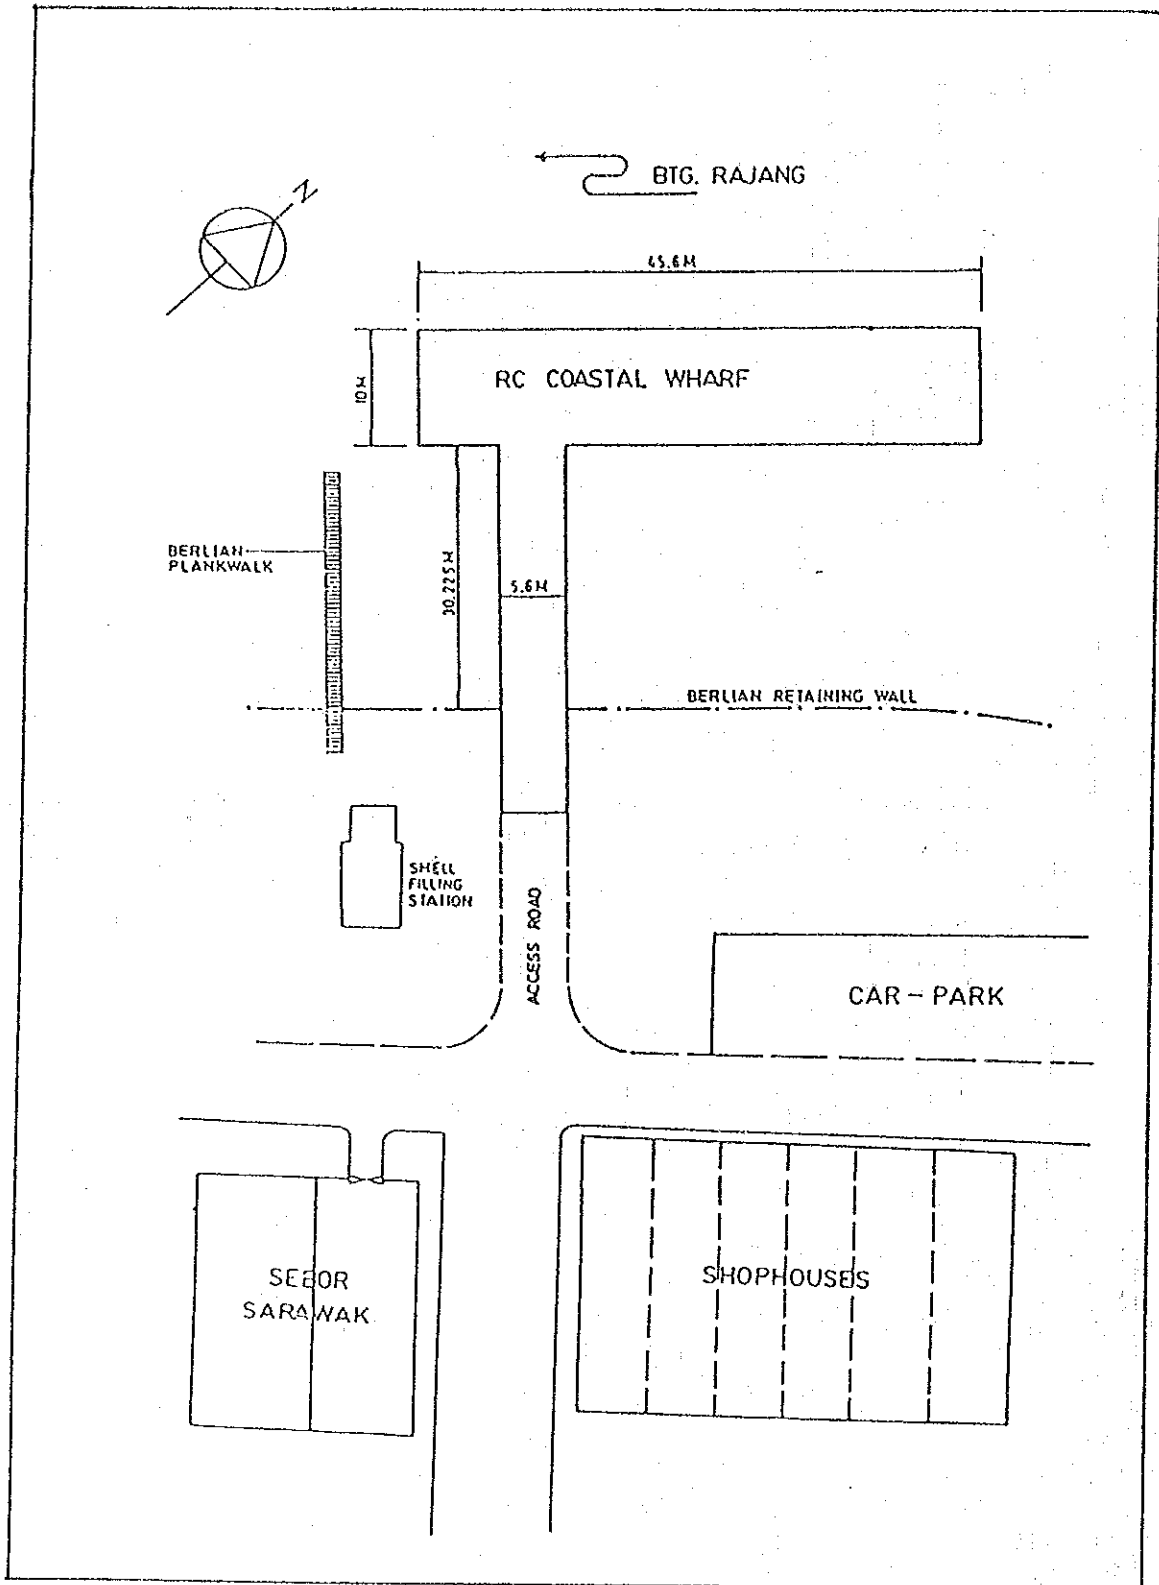 BTG. RAJANG
N
45.6M
RC COASTAL WHARF
10M
BERLIAN
PLANKWALK
30.225M
5.6M
BERLIAN RETAINING WALL
SHELL
FILLING
STATION
ACCESS ROAD
CAR-PARK
SEBOR
SARAWAK
SHOPHOUSES